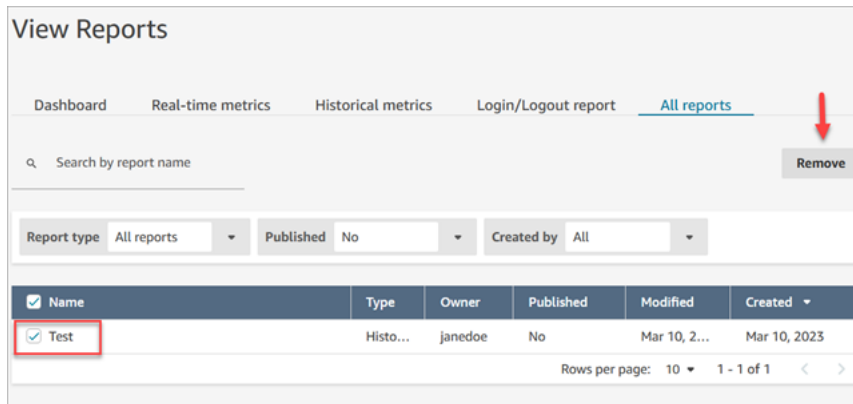 View Reports
Dashboard Real-time metrics Historical metrics Login/Logout report All reports
Search by report name
Remove
Report type All reports Published No Created by All
Name Type Owner Published Modified Created
Test Histo... janedoe No Mar 10, 2... Mar 10, 2023
Rows per page: 10 1 - 1 of 1